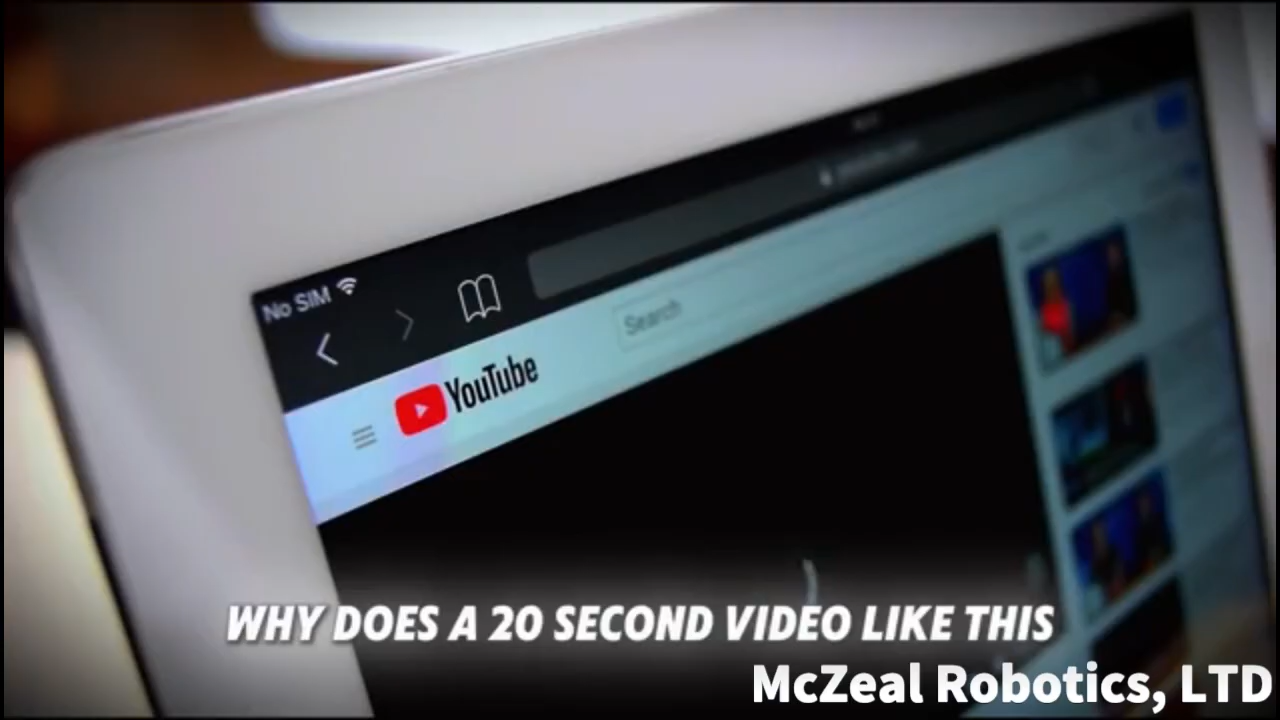 No SIM
YouTube
Search
WHY DOES A 20 SECOND VIDEO LIKE THIS
McZeal Robotics, LTD